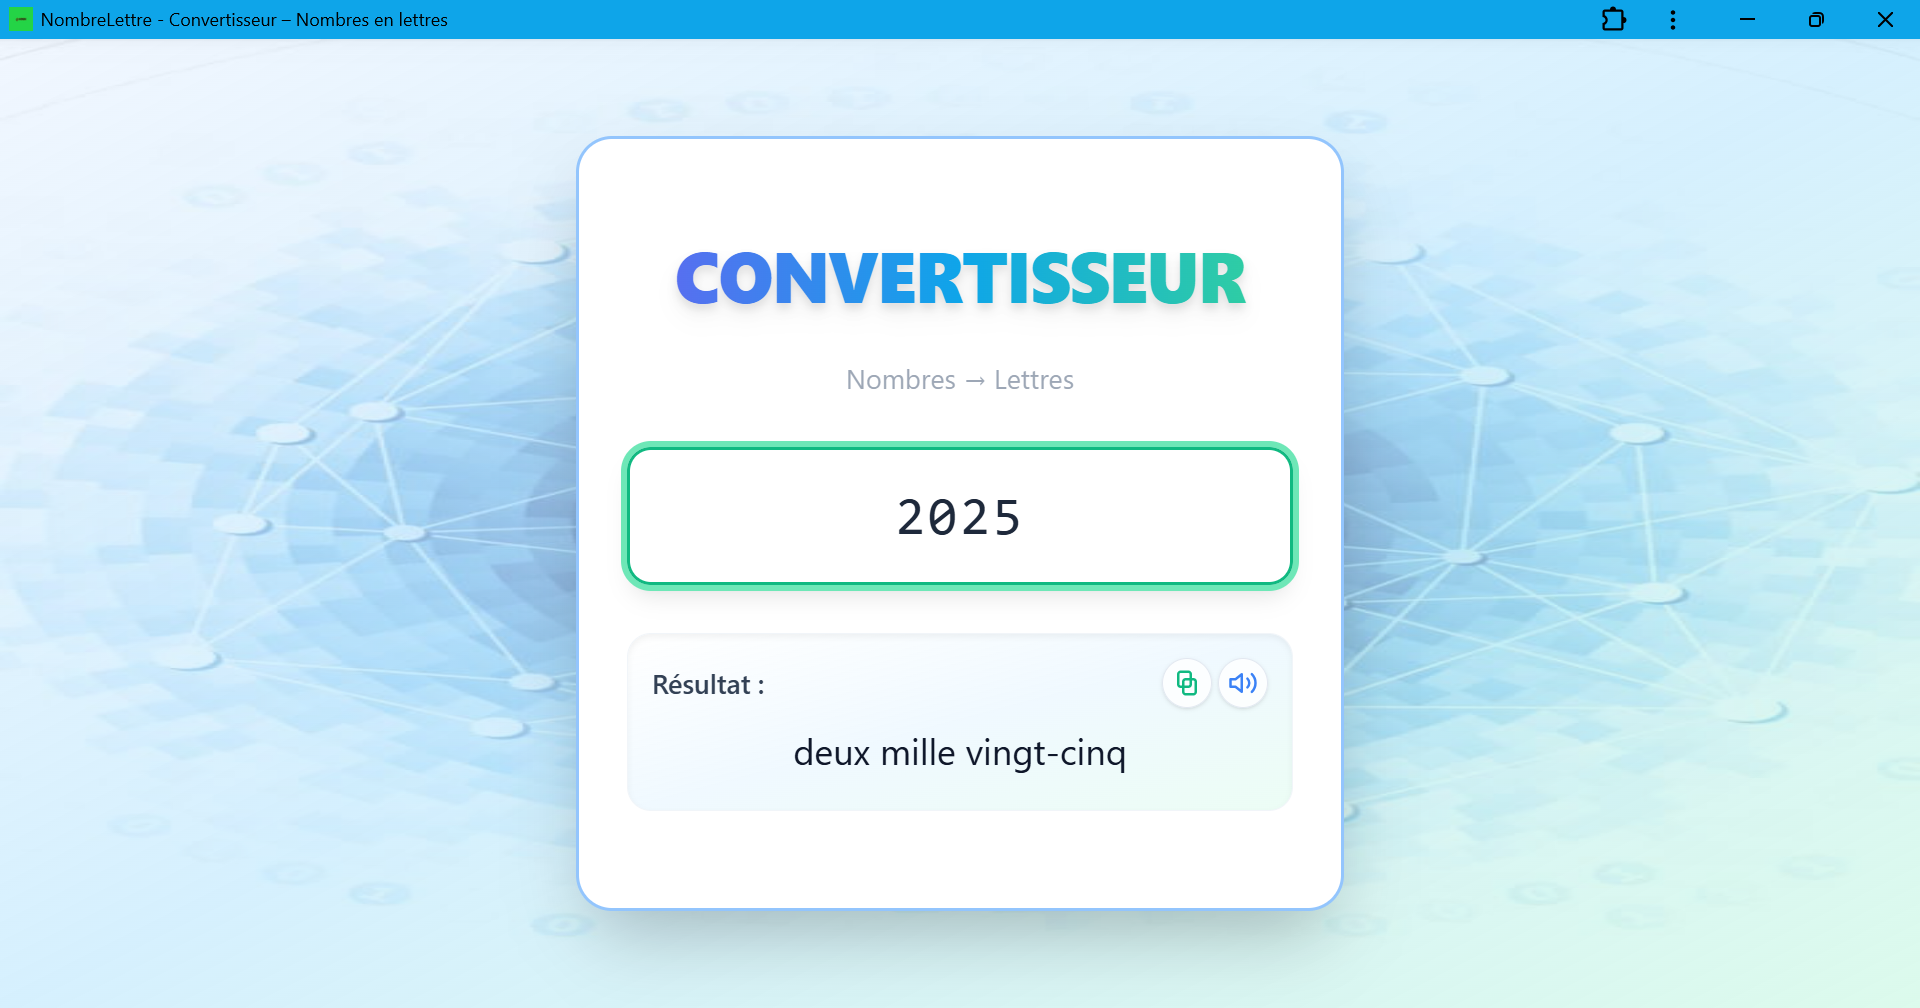 NombreLettre - Convertisseur – Nombres en lettres
CONVERTISSEUR
Nombres → Lettres
2025
Résultat :
deux mille vingt-cinq